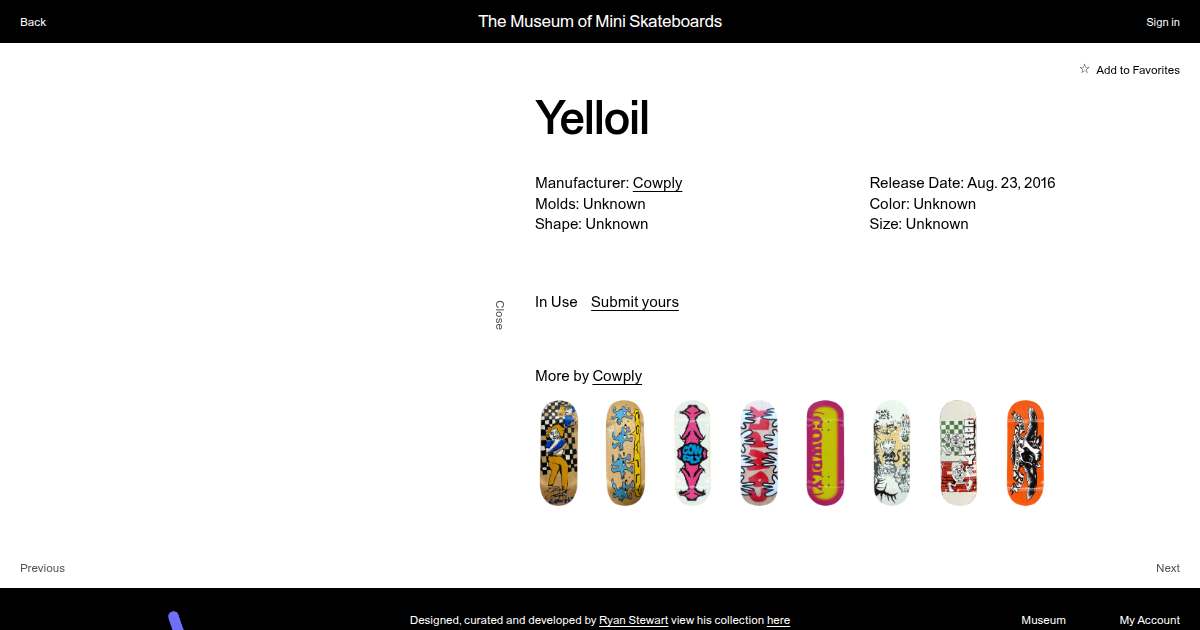 Back
The Museum of Mini Skateboards
Sign in
☆ Add to Favorites
Yelloil
Manufacturer: Cowply
Molds: Unknown
Shape: Unknown
Release Date: Aug. 23, 2016
Color: Unknown
Size: Unknown
Close
In Use Submit yours
More by Cowply
COWPLY
Previous
Next
Designed, curated and developed by Ryan Stewart view his collection here
Museum
My Account